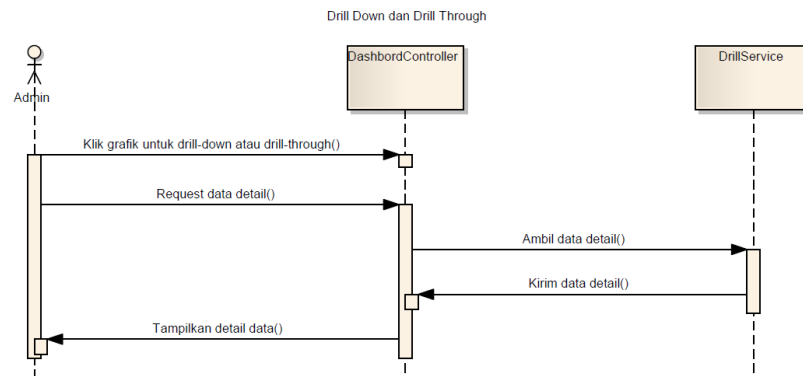 Drill Down dan Drill Through
DashbordController
DrillService
Admin
Klik grafik untuk drill-down atau drill-through()
Request data detail()
Ambil data detail()
Kirim data detail()
Tampilkan detail data()